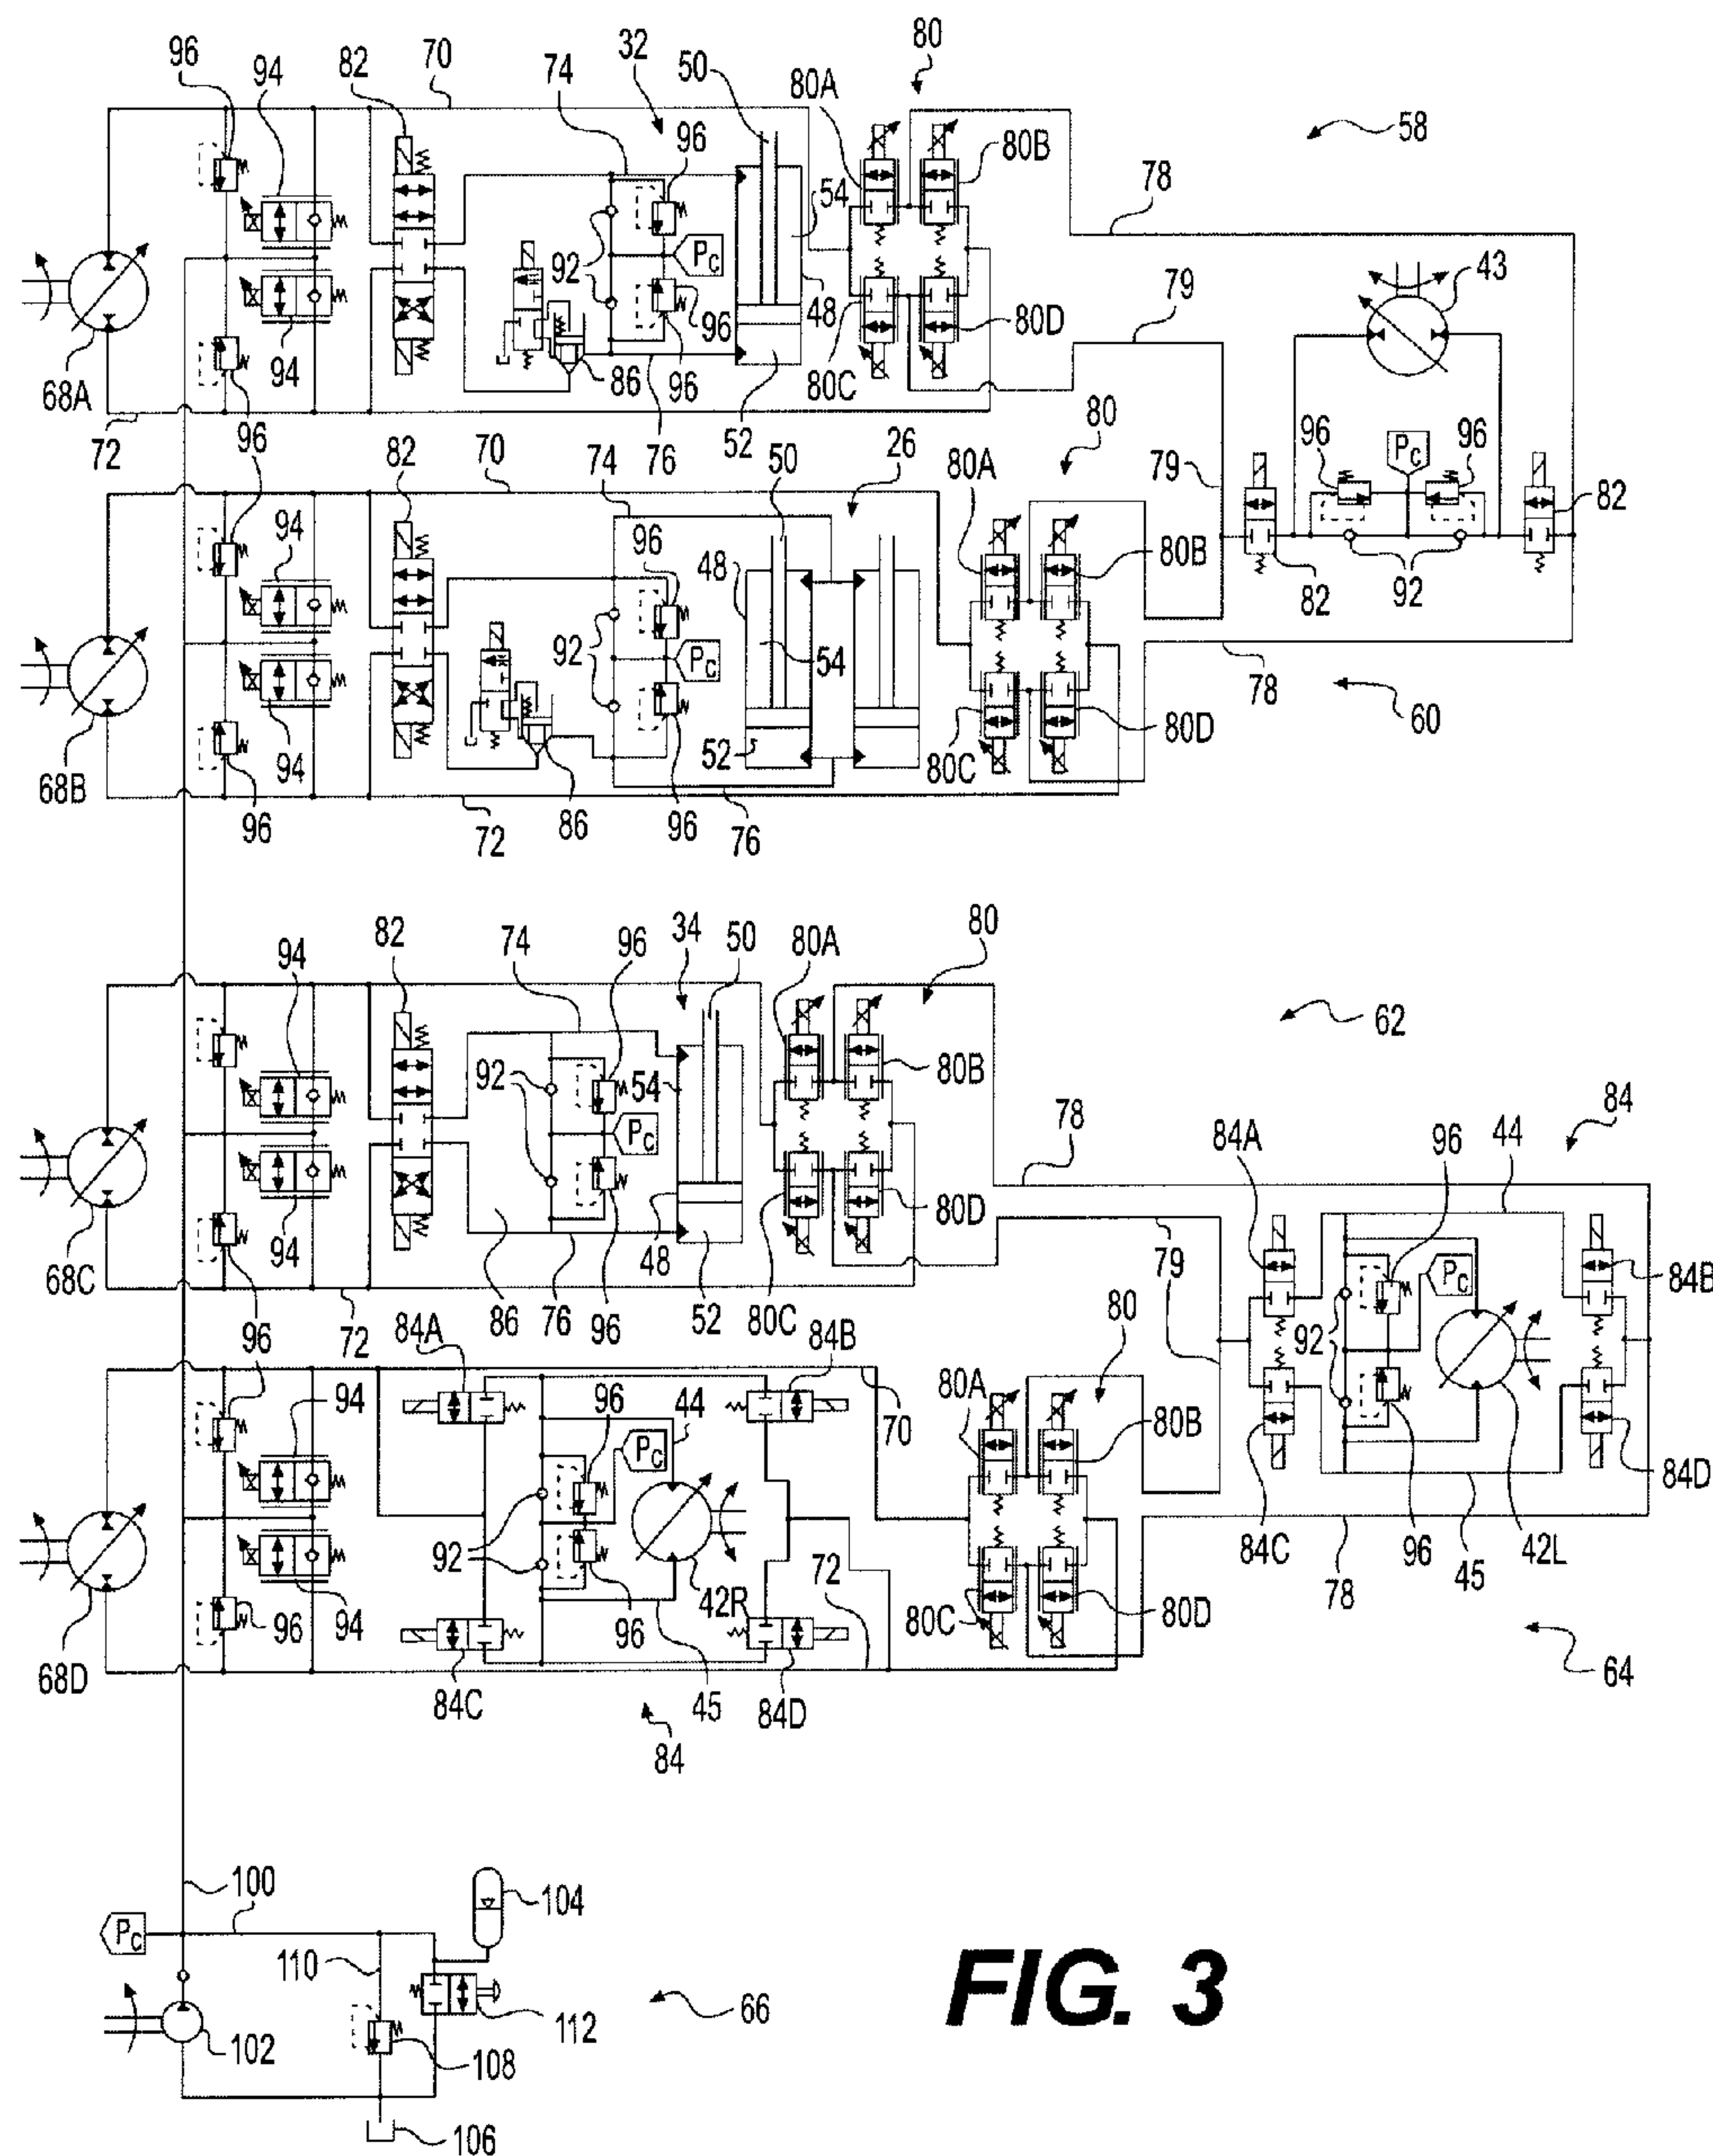 96 94 82 70 74 32 50 80A 80 58
96 80B 54 78
43
PC 92 48 79
94 96 80D
68A 86 80C
72 96 76 52 26 80 96 PC 96
70 74 50 80A 79 82
82 96
96 94 48 80B 82 92
92 PC 54 78
94 52 80D 60
68B 96 72 86 96 76 80C
82 34 50 80A 80
94 74 96 62
92 54 80B
84
PC 78 84A 96 44
94 48 80D
68C 79 PC 84B
96 72 86 76 96 52 80C 80 92
84A 84B
96 94 96 44 70 80A 80B
PC
92 84D
72 84C 96 45 42L
96 94 96 42R 80C 80D 78
68D 84C 45 84D 64
84
100 104
PC 110
66
102 108 112
106
FIG. 3